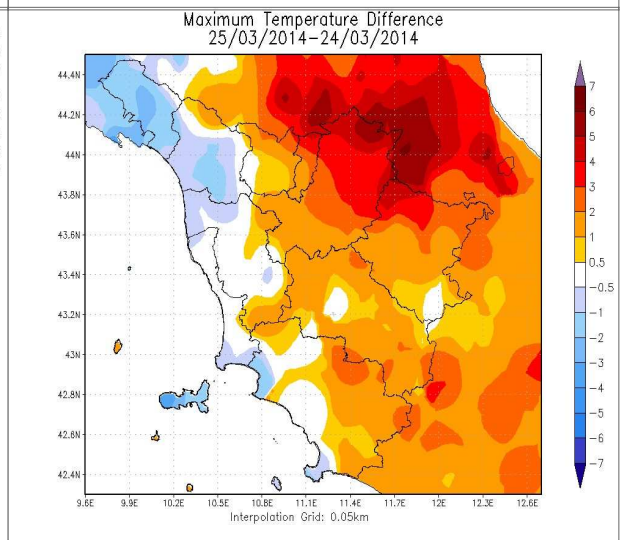 Maximum Temperature Difference
25/03/2014-24/03/2014
44.4N
44.2N
44N
43.8N
43.6N
43.4N
43.2N
43N
42.8N
42.6N
42.4N
9.6E 9.9E 10.2E 10.5E 10.8E 11.1E 11.4E 11.7E 12E 12.3E 12.6E
Interpolation Grid: 0.05km
7
6
5
4
3
2
1
0.5
-0.5
-1
-2
-3
-4
-5
-6
-7